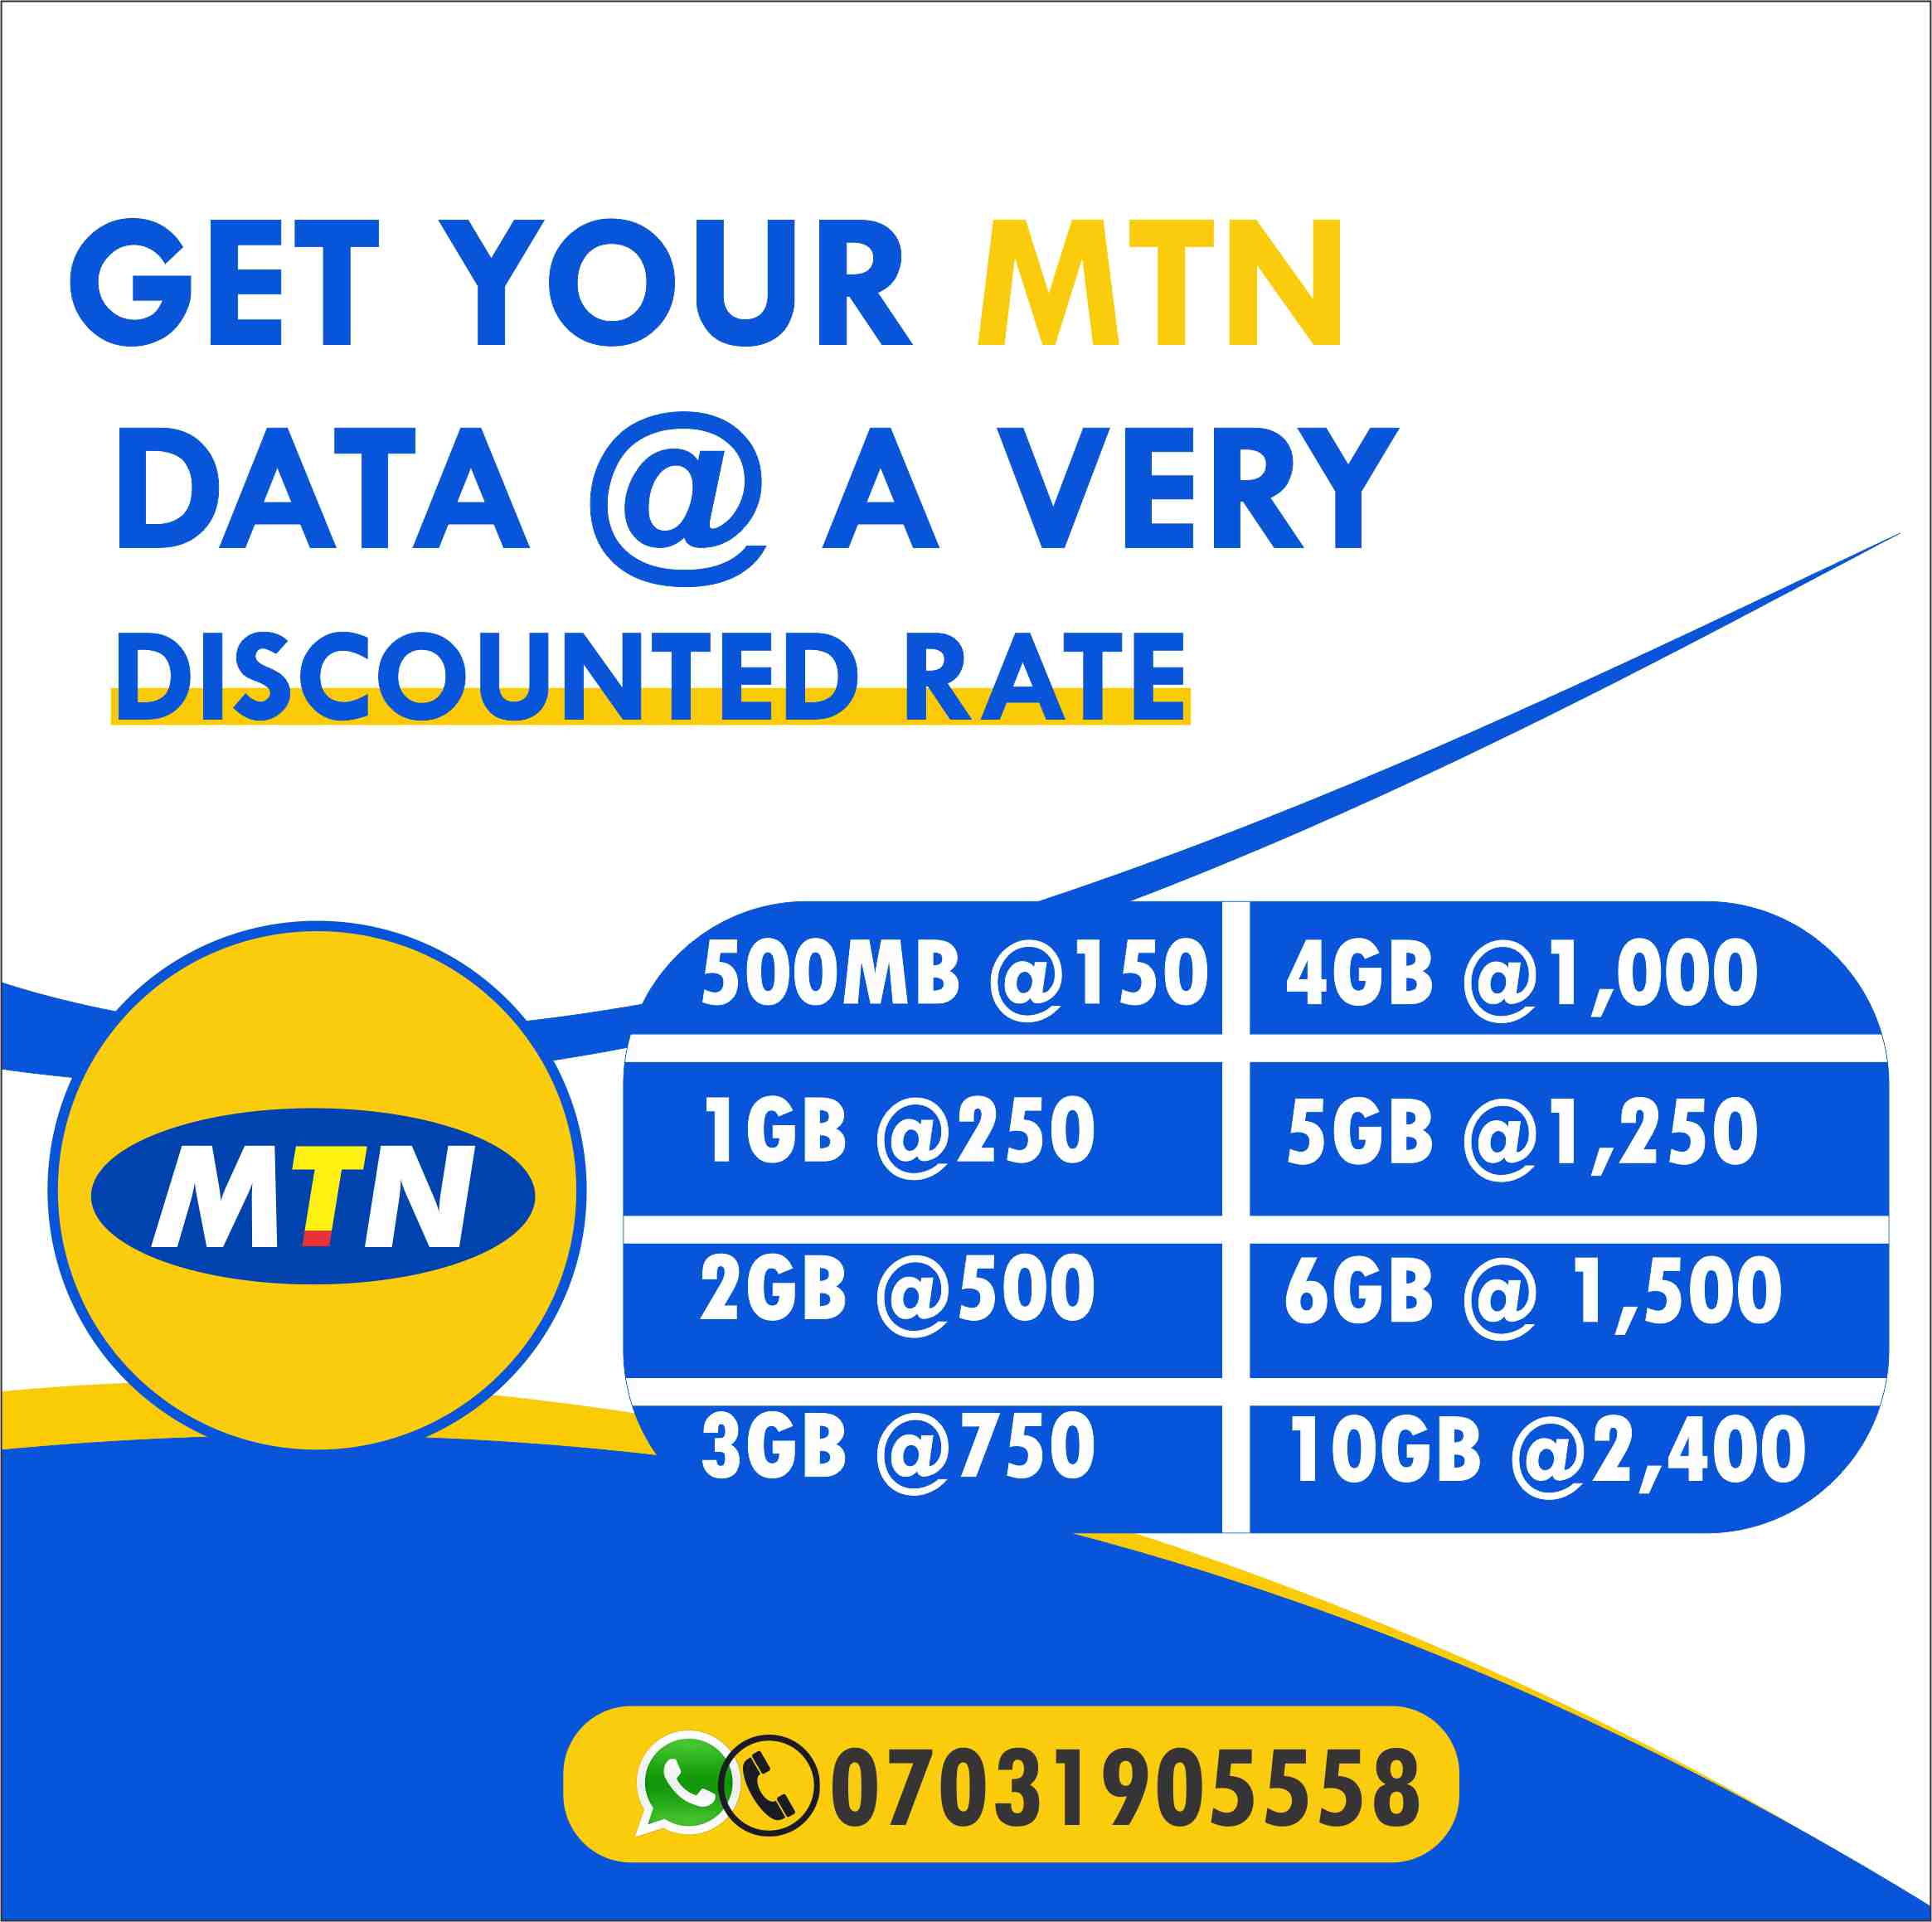 GET YOUR MTN
DATA @ A VERY
DISCOUNTED RATE
MTN
500MB @150
1GB @250
2GB @500
3GB @750
4GB @1,000
5GB @1,250
6GB @ 1,500
10GB @2,400
07031905558